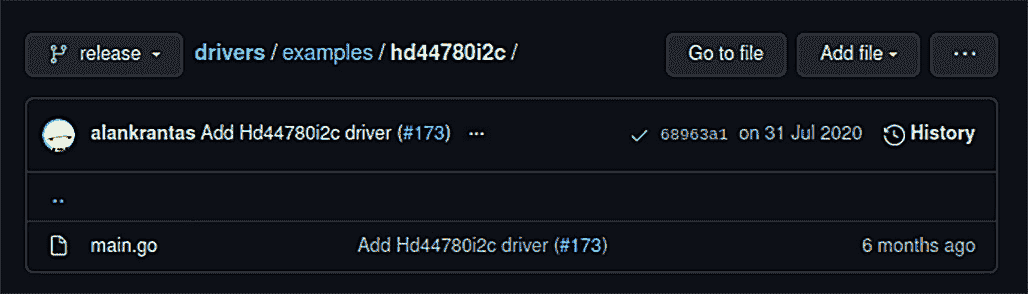 release drivers / examples / hd44780i2c / Go to file Add file ...
alankrantas Add Hd44780i2c driver (#173) ... 68963a1 on 31 Jul 2020 History
..
main.go Add Hd44780i2c driver (#173) 6 months ago